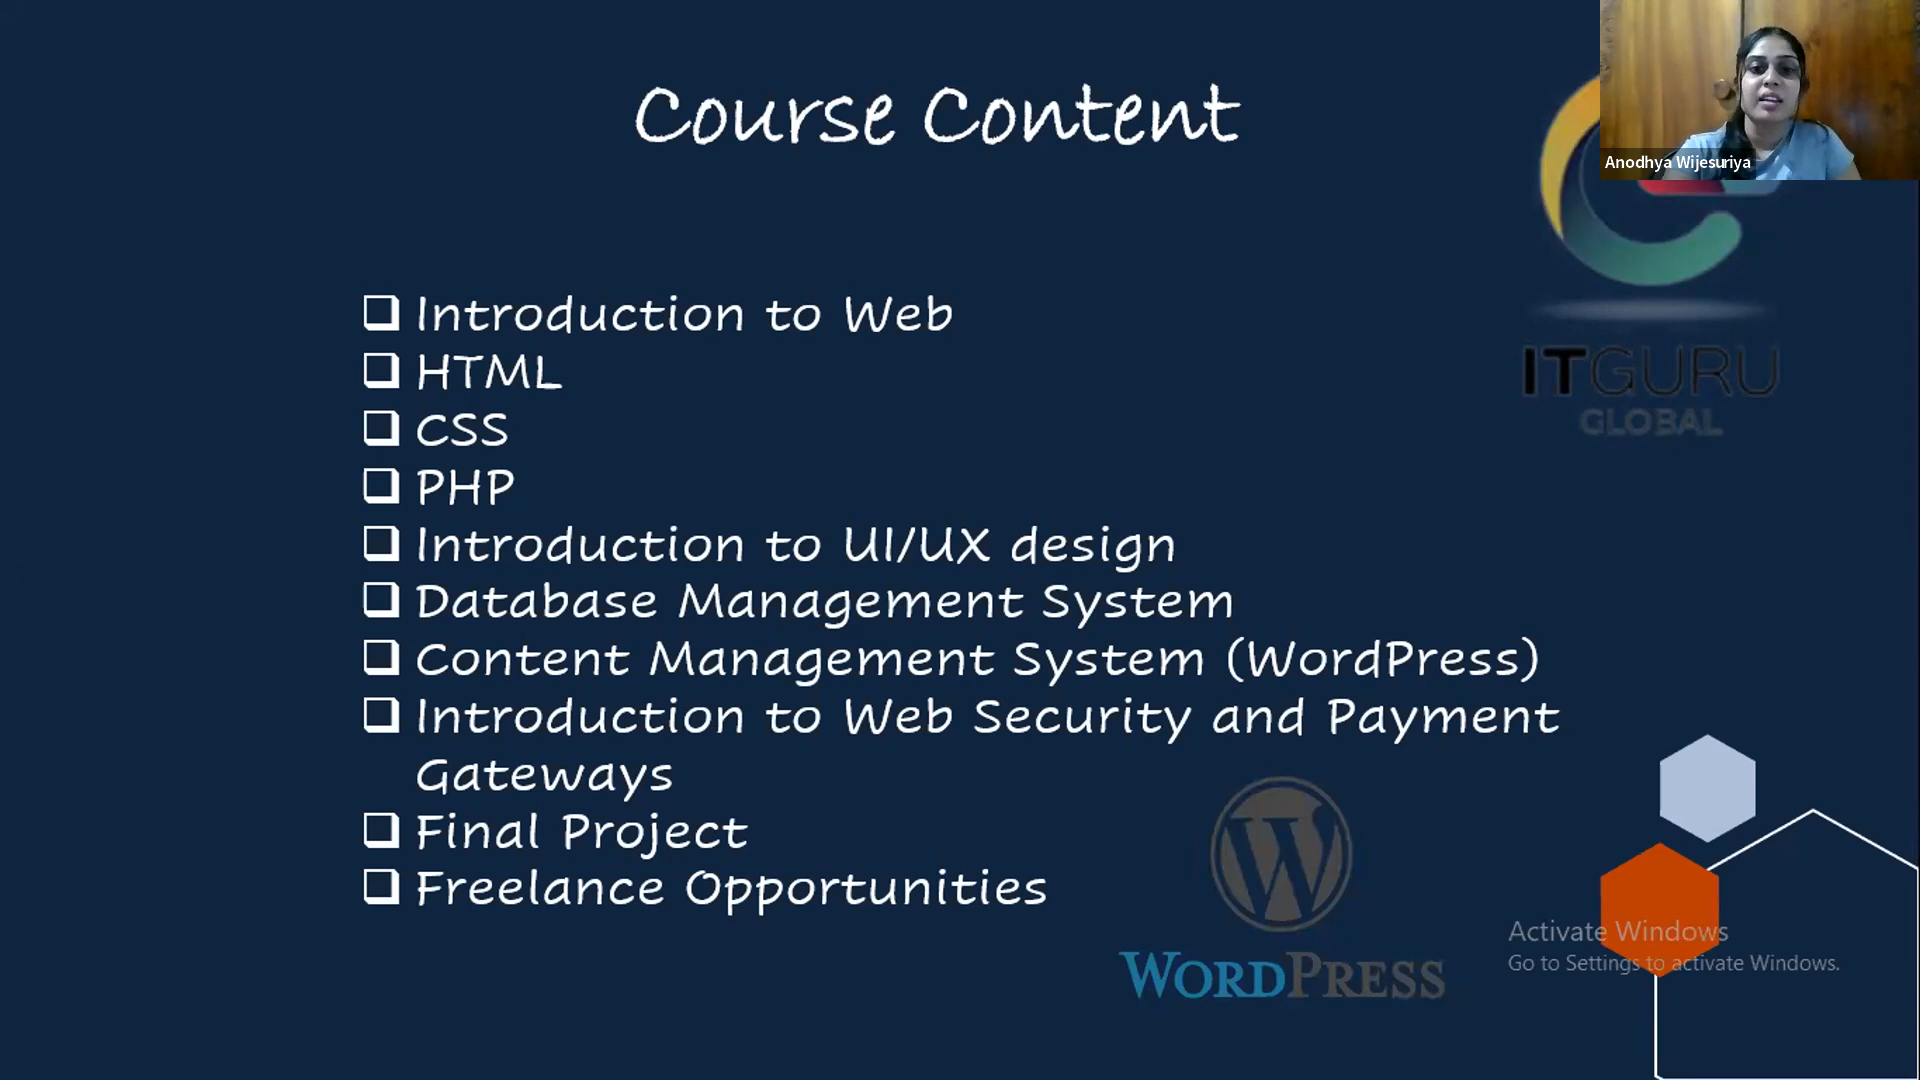 Course Content
Anodhya Wijesuriya
Introduction to Web
HTML
CSS
PHP
Introduction to UI/UX design
Database Management System
Content Management System (WordPress)
Introduction to Web Security and Payment
Gateways
Final Project
Freelance Opportunities
ITGURU
GLOBAL
W
WORDPRESS
Activate Windows
Go to Settings to activate Windows.